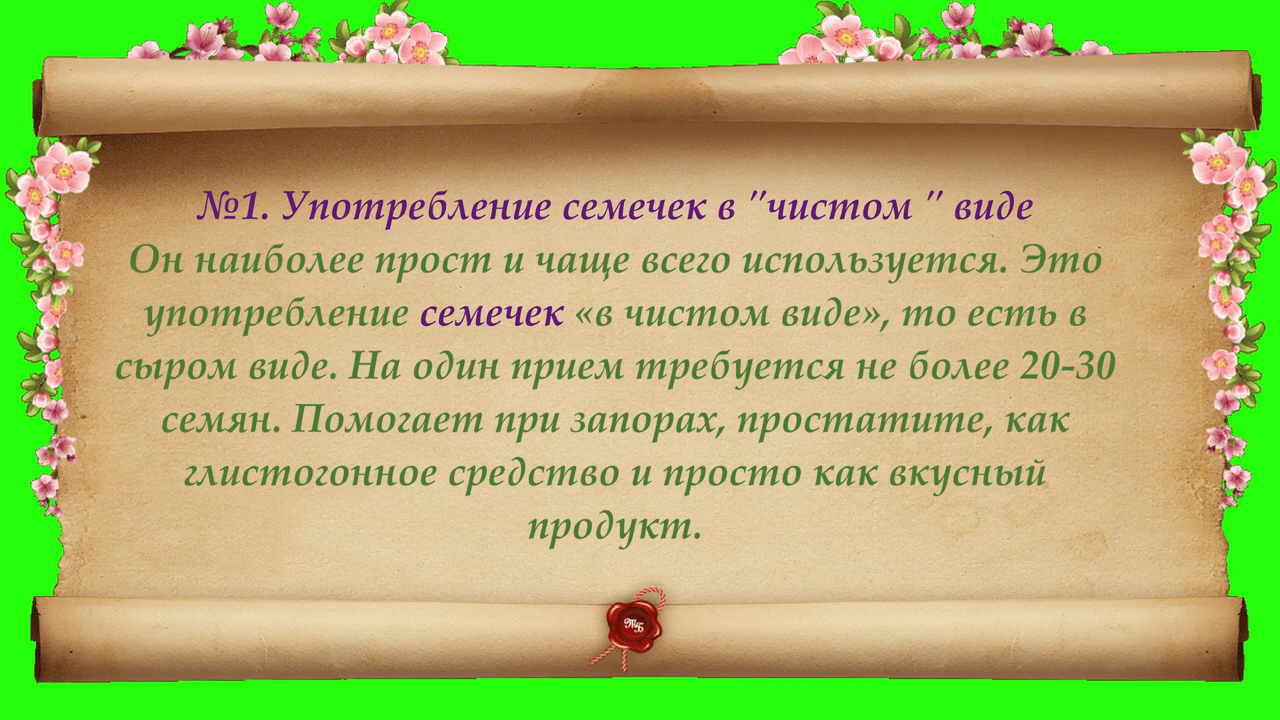 №1. Употребление семечек в "чистом " виде
Он наиболее прост и чаще всего используется. Это
употребление семечек «в чистом виде», то есть в
сыром виде. На один прием требуется не более 20-30
семян. Помогает при запорах, простатите, как
глистогонное средство и просто как вкусный
продукт.
ТБ